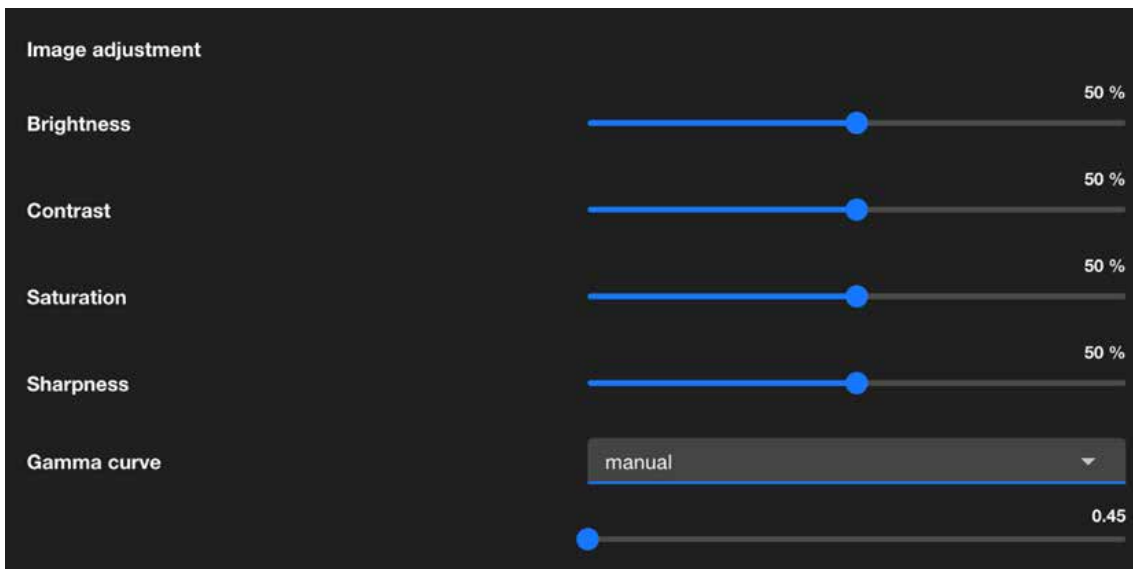 Image adjustment
50 %
Brightness
50 %
Contrast
50 %
Saturation
50 %
Sharpness
Gamma curve
manual
0.45